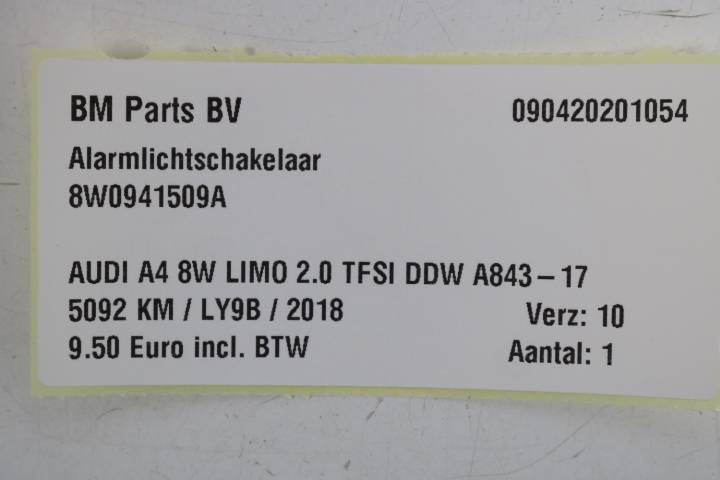 BM Parts BV 090420201054
Alarmlichtschakelaar
8W0941509A
AUDI A4 8W LIMO 2.0 TFSI DDW A843-17
5092 KM / LY9B / 2018 Verz: 10
9.50 Euro incl. BTW Aantal: 1